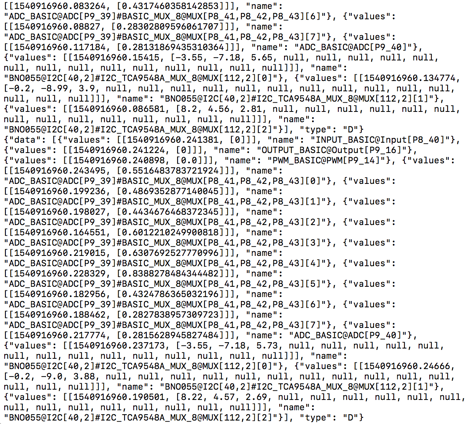 [[1540916960.083264, [0.4317460358142853]]], "name":
"ADC_BASIC@ADC[P9_39]#BASIC_MUX_8@MUX[P8_41,P8_42,P8_43][6]"}, {"values":
[[1540916960.08827, [0.2830280959606170​7]]], "name":
"ADC_BASIC@ADC[P9_39]#BASIC_MUX_8@MUX[P8_41,P8_42,P8_43][7]"}, {"values":
[[1540916960.117184, [0.28131869435310364]]], "name": "ADC_BASIC@ADC[P9_40]"},
{"values": [[1540916960.15415, [-3.55, -7.18, 5.65, null, null, null, null,
null, null, null, null, null, null, null, null, null]]], "name":
"BNO055@I2C[40,2]#I2C_TCA9548A_MUX_8@MUX[112,2][0]"}, {"values": [[1540916960.134774,
[-0.2, -8.99, 3.9, null, null, null, null, null, null, null, null, null, null,
null, null, null]]], "name": "BNO055@I2C[40,2]#I2C_TCA9548A_MUX_8@MUX[112,2][1]"},
{"values": [[1540916960.086581, [8.2, 4.56, 2.81, null, null, null, null, null,
null, null, null, null, null, null, null, null]]], "name":
"BNO055@I2C[40,2]#I2C_TCA9548A_MUX_8@MUX[112,2][2]"}], "type": "D"}
{"data": [{"values": [[1540916960.241381, [0]]], "name": "INPUT_BASIC@Input[P8_40]"},
{"values": [[1540916960.241224, [0]]], "name": "OUTPUT_BASIC@Output[P9_16]"},
{"values": [[1540916960.240898, [0.0]]], "name": "PWM_BASIC@PWM[P9_14]"}, {"values":
[[1540916960.243495, [0.5516483783721924]]], "name":
"ADC_BASIC@ADC[P9_39]#BASIC_MUX_8@MUX[P8_41,P8_42,P8_43][0]"}, {"values":
[[1540916960.199236, [0.4869352877140045]]], "name":
"ADC_BASIC@ADC[P9_39]#BASIC_MUX_8@MUX[P8_41,P8_42,P8_43][1]"}, {"values":
[[1540916960.198027, [0.4434676468372345]]], "name":
"ADC_BASIC@ADC[P9_39]#BASIC_MUX_8@MUX[P8_41,P8_42,P8_43][2]"}, {"values":
[[1540916960.164551, [0.6012210249900818]]], "name":
"ADC_BASIC@ADC[P9_39]#BASIC_MUX_8@MUX[P8_41,P8_42,P8_43][3]"}, {"values":
[[1540916960.219015, [0.6307692527770996]]], "name":
"ADC_BASIC@ADC[P9_39]#BASIC_MUX_8@MUX[P8_41,P8_42,P8_43][4]"}, {"values":
[[1540916960.228329, [0.8388278484344482]]], "name":
"ADC_BASIC@ADC[P9_39]#BASIC_MUX_8@MUX[P8_41,P8_42,P8_43][5]"}, {"values":
[[1540916960.182956, [0.4324786365032196]]], "name":
"ADC_BASIC@ADC[P9_39]#BASIC_MUX_8@MUX[P8_41,P8_42,P8_43][6]"}, {"values":
[[1540916960.188462, [0.2827838957309723]]], "name":
"ADC_BASIC@ADC[P9_39]#BASIC_MUX_8@MUX[P8_41,P8_42,P8_43][7]"}, {"values":
[[1540916960.217774, [0.2815628945827484]]], "name": "ADC_BASIC@ADC[P9_40]"},
{"values": [[1540916960.237173, [-3.55, -7.18, 5.73, null, null, null, null,
null, null, null, null, null, null, null, null, null]]], "name":
"BNO055@I2C[40,2]#I2C_TCA9548A_MUX_8@MUX[112,2][0]"}, {"values": [[1540916960.24666,
[-0.2, -9.0, 3.88, null, null, null, null, null, null, null, null, null, null,
null, null, null]]], "name": "BNO055@I2C[40,2]#I2C_TCA9548A_MUX_8@MUX[112,2][1]"},
{"values": [[1540916960.190501, [8.22, 4.57, 2.69, null, null, null, null, null,
null, null, null, null, null, null, null, null]]], "name":
"BNO055@I2C[40,2]#I2C_TCA9548A_MUX_8@MUX[112,2][2]"}], "type": "D"}